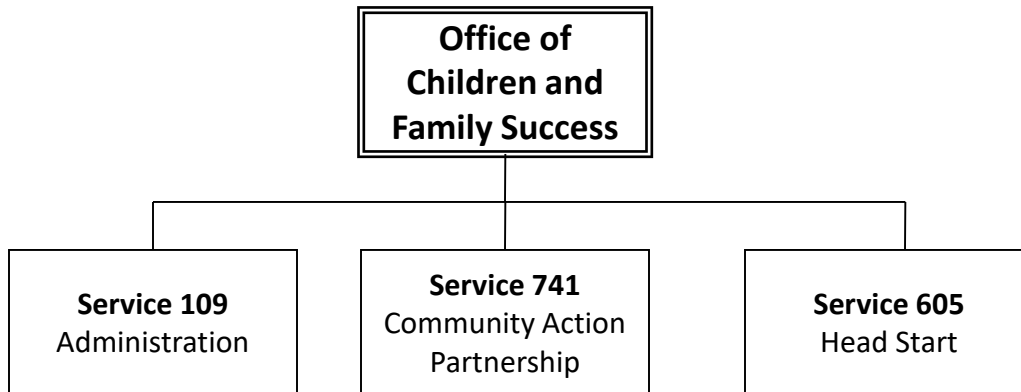 Office of
Children and
Family Success
Service 109
Administration
Service 741
Community Action
Partnership
Service 605
Head Start